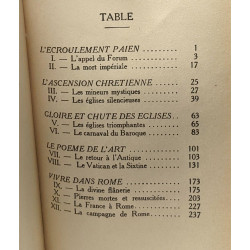 TABLE
L'ECROULEMENT PAIEN 1
I. — L'appel du Forum 3
II. — La mort impériale 17
L'ASCENSION CHRETIENNE 25
III. — Les mineurs mystiques 27
IV. — Les églises silencieuses 39
GLOIRE ET CHUTE DES EGLISES 63
V. — Les églises triomphantes 65
VI. — Le carnaval du Baroque 83
LE POEME DE L'ART 101
VII. — Le retour à l'Antique 103
VIII. — Le Vatican et la Sixtine 131
VIVRE DANS ROME 173
IX. — La divine flânerie 175
X. — Pierres mortes et ressuscitées 203
XI. — La France à Rome 227
XII. — La campagne de Rome 237